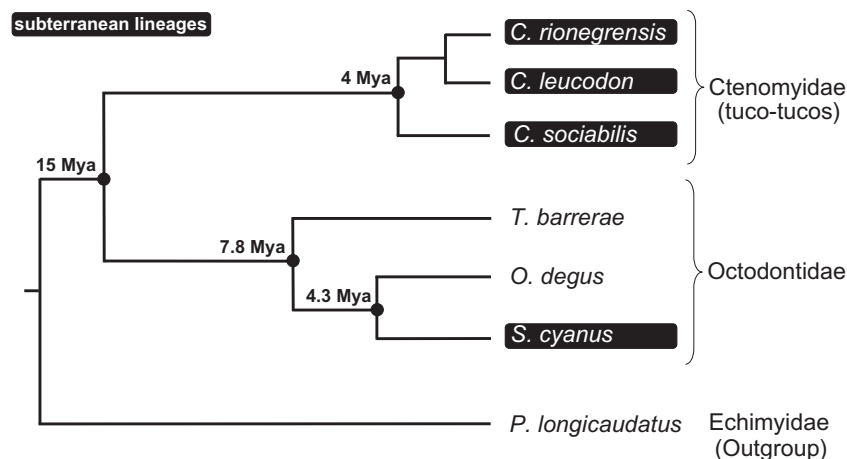 subterranean lineages
C. rionegrensis
4 Mya
C. leucodon
Ctenomyidae
(tuco-tucos)
C. sociabilis
15 Mya
T. barrerae
7.8 Mya
O. degus
Octodontidae
4.3 Mya
S. cyanus
P. longicaudatus
Echimyidae
(Outgroup)